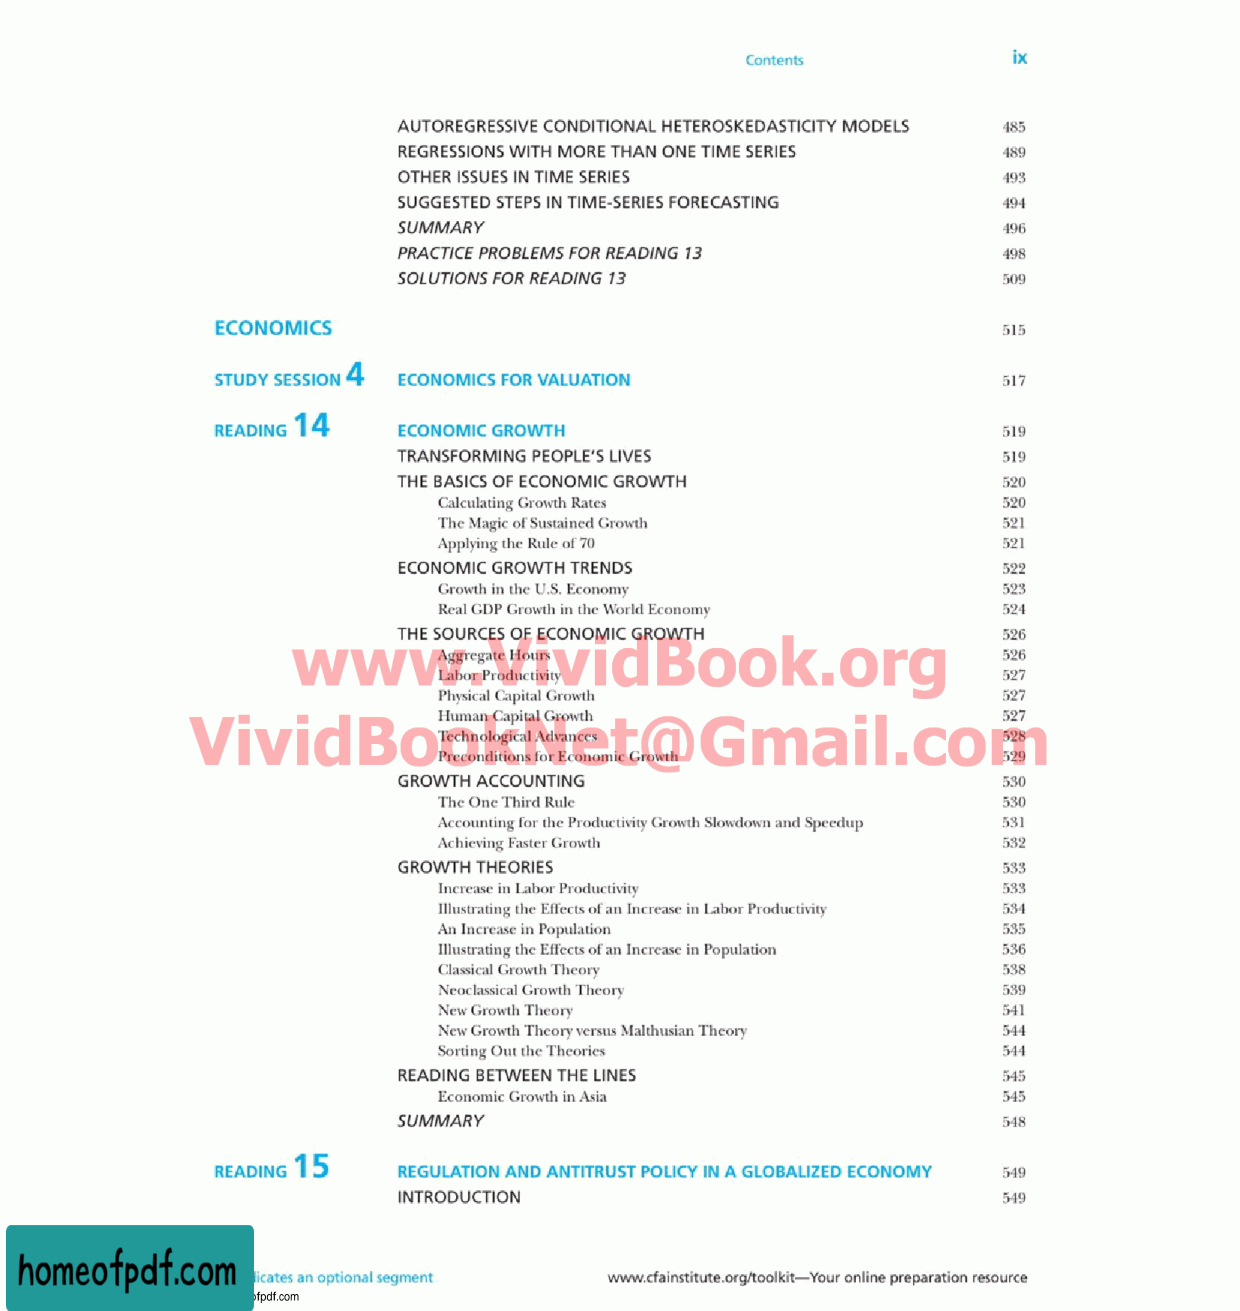 Contents ix
AUTOREGRESSIVE CONDITIONAL HETEROSKEDASTICITY MODELS 485
REGRESSIONS WITH MORE THAN ONE TIME SERIES 489
OTHER ISSUES IN TIME SERIES 493
SUGGESTED STEPS IN TIME-SERIES FORECASTING 494
SUMMARY 496
PRACTICE PROBLEMS FOR READING 13 498
SOLUTIONS FOR READING 13 509
ECONOMICS 515
STUDY SESSION 4 ECONOMICS FOR VALUATION 517
READING 14 ECONOMIC GROWTH 519
TRANSFORMING PEOPLE'S LIVES 519
THE BASICS OF ECONOMIC GROWTH 520
Calculating Growth Rates 520
The Magic of Sustained Growth 521
Applying the Rule of 70 521
ECONOMIC GROWTH TRENDS 522
Growth in the U.S. Economy 523
Real GDP Growth in the World Economy 524
THE SOURCES OF ECONOMIC GROWTH 526
Aggregate Hours 526
www.VividBook.org
Labor Productivity 527
Physical Capital Growth 527
Human Capital Growth 527
Technological Advances 528
VividBookNet@Gmail.com
Preconditions for Economic Growth 529
GROWTH ACCOUNTING 530
The One Third Rule 530
Accounting for the Productivity Growth Slowdown and Speedup 531
Achieving Faster Growth 532
GROWTH THEORIES 533
Increase in Labor Productivity 533
Illustrating the Effects of an Increase in Labor Productivity 534
An Increase in Population 535
Illustrating the Effects of an Increase in Population 536
Classical Growth Theory 538
Neoclassical Growth Theory 539
New Growth Theory 541
New Growth Theory versus Malthusian Theory 544
Sorting Out the Theories 544
READING BETWEEN THE LINES 545
Economic Growth in Asia 545
SUMMARY 548
READING 15 REGULATION AND ANTITRUST POLICY IN A GLOBALIZED ECONOMY 549
INTRODUCTION 549
homeofpdf.com
dicates an optional segment www.cfainstitute.org/toolkit—Your online preparation resource
ofpdf.com